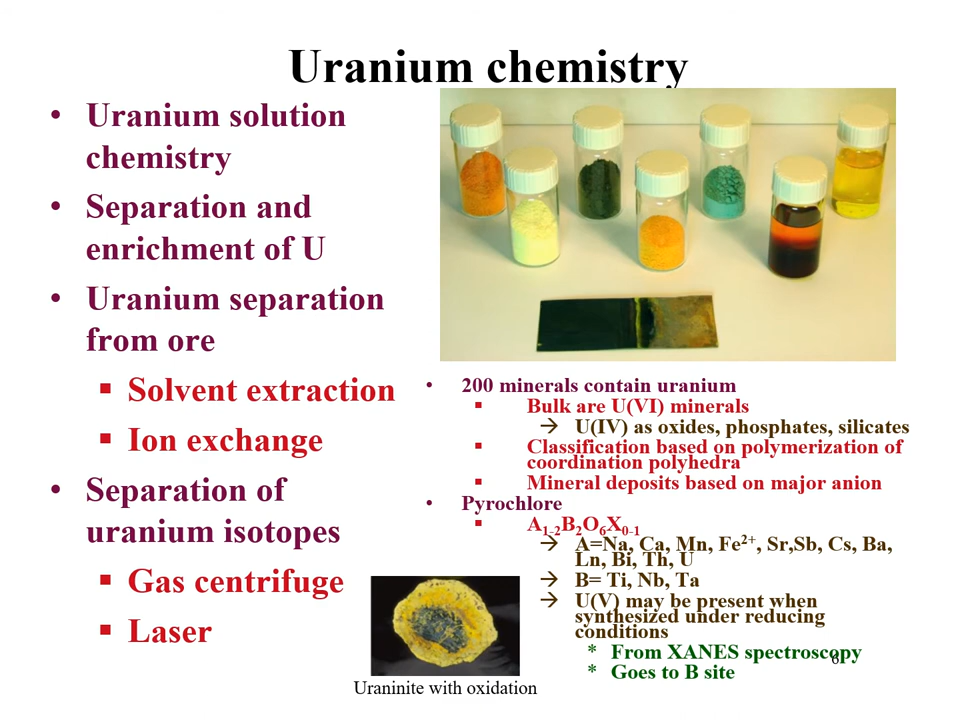 Uranium chemistry
• Uranium solution
chemistry
• Separation and
enrichment of U
• Uranium separation
from ore
▪ Solvent extraction
▪ Ion exchange
• Separation of
uranium isotopes
▪ Gas centrifuge
▪ Laser
• 200 minerals contain uranium
▪ Bulk are U(VI) minerals
→ U(IV) as oxides, phosphates, silicates
▪ Classification based on polymerization of
coordination polyhedra
▪ Mineral deposits based on major anion
• Pyrochlore
▪ A₁₋₂B₂O₆X₀₋₁
→ A=Na, Ca, Mn, Fe²⁺, Sr,Sb, Cs, Ba,
Ln, Bi, Th, U
→ B= Ti, Nb, Ta
→ U(V) may be present when
synthesized under reducing
conditions
* From XANES spectroscopy
* Goes to B site
Uraninite with oxidation
6